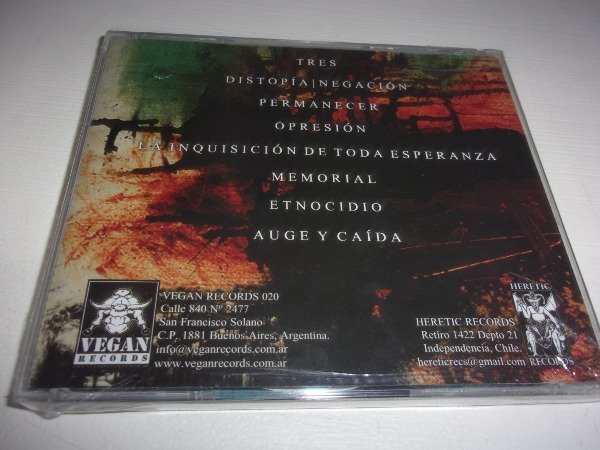 TRES
DISTOPÍA|NEGACIÓN
PERMANECER
OPRESIÓN
LA INQUISICIÓN DE TODA ESPERANZA
MEMORIAL
ETNOCIDIO
AUGE Y CAÍDA
VEGAN
RECORDS
VEGAN RECORDS 020
Calle 840 Nº 2477
San Francisco Solano
C.P. 1881 Buenos Aires, Argentina.
info@veganrecords.com.ar
www.veganrecords.com.ar
HERETIC RECORDS
Retiro 1422 Depto 21
Independencia, Chile.
hereticrecs@gmail.com
HERETIC
RECORDS